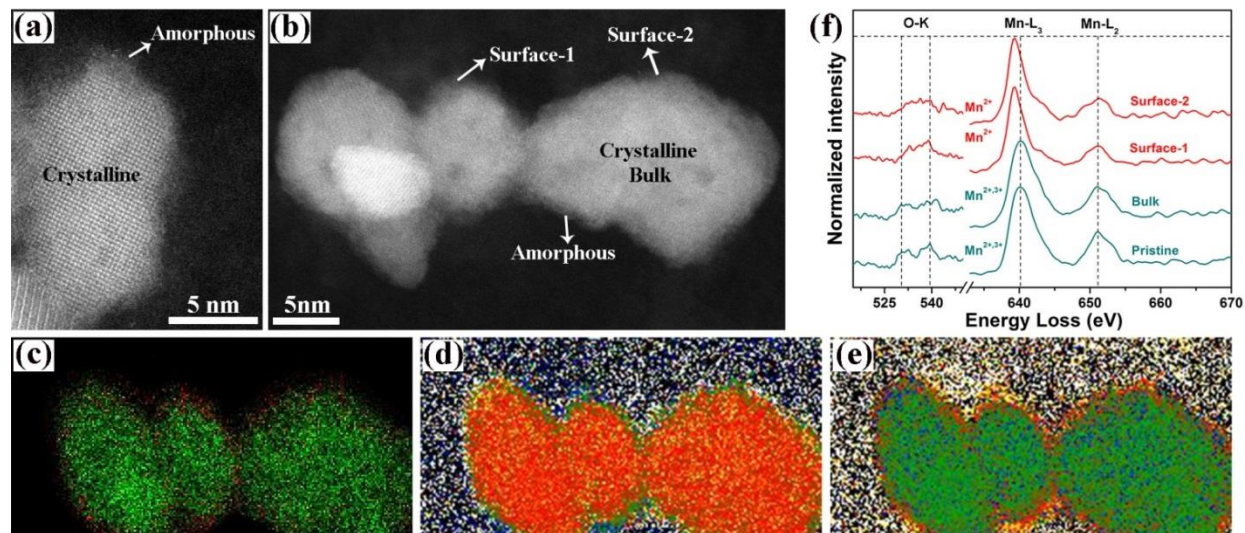 (a)
Amorphous
Crystalline
5 nm
(b)
Surface-1
Surface-2
Crystalline
Bulk
Amorphous
5nm
(f)
O-K
Mn-L₃
Mn-L₂
Normalized intensity
Mn²⁺
Surface-2
Mn²⁺
Surface-1
Mn²⁺,³⁺
Bulk
Mn²⁺,³⁺
Pristine
525 540 640 650 660 670
Energy Loss (eV)
(c)
(d)
(e)